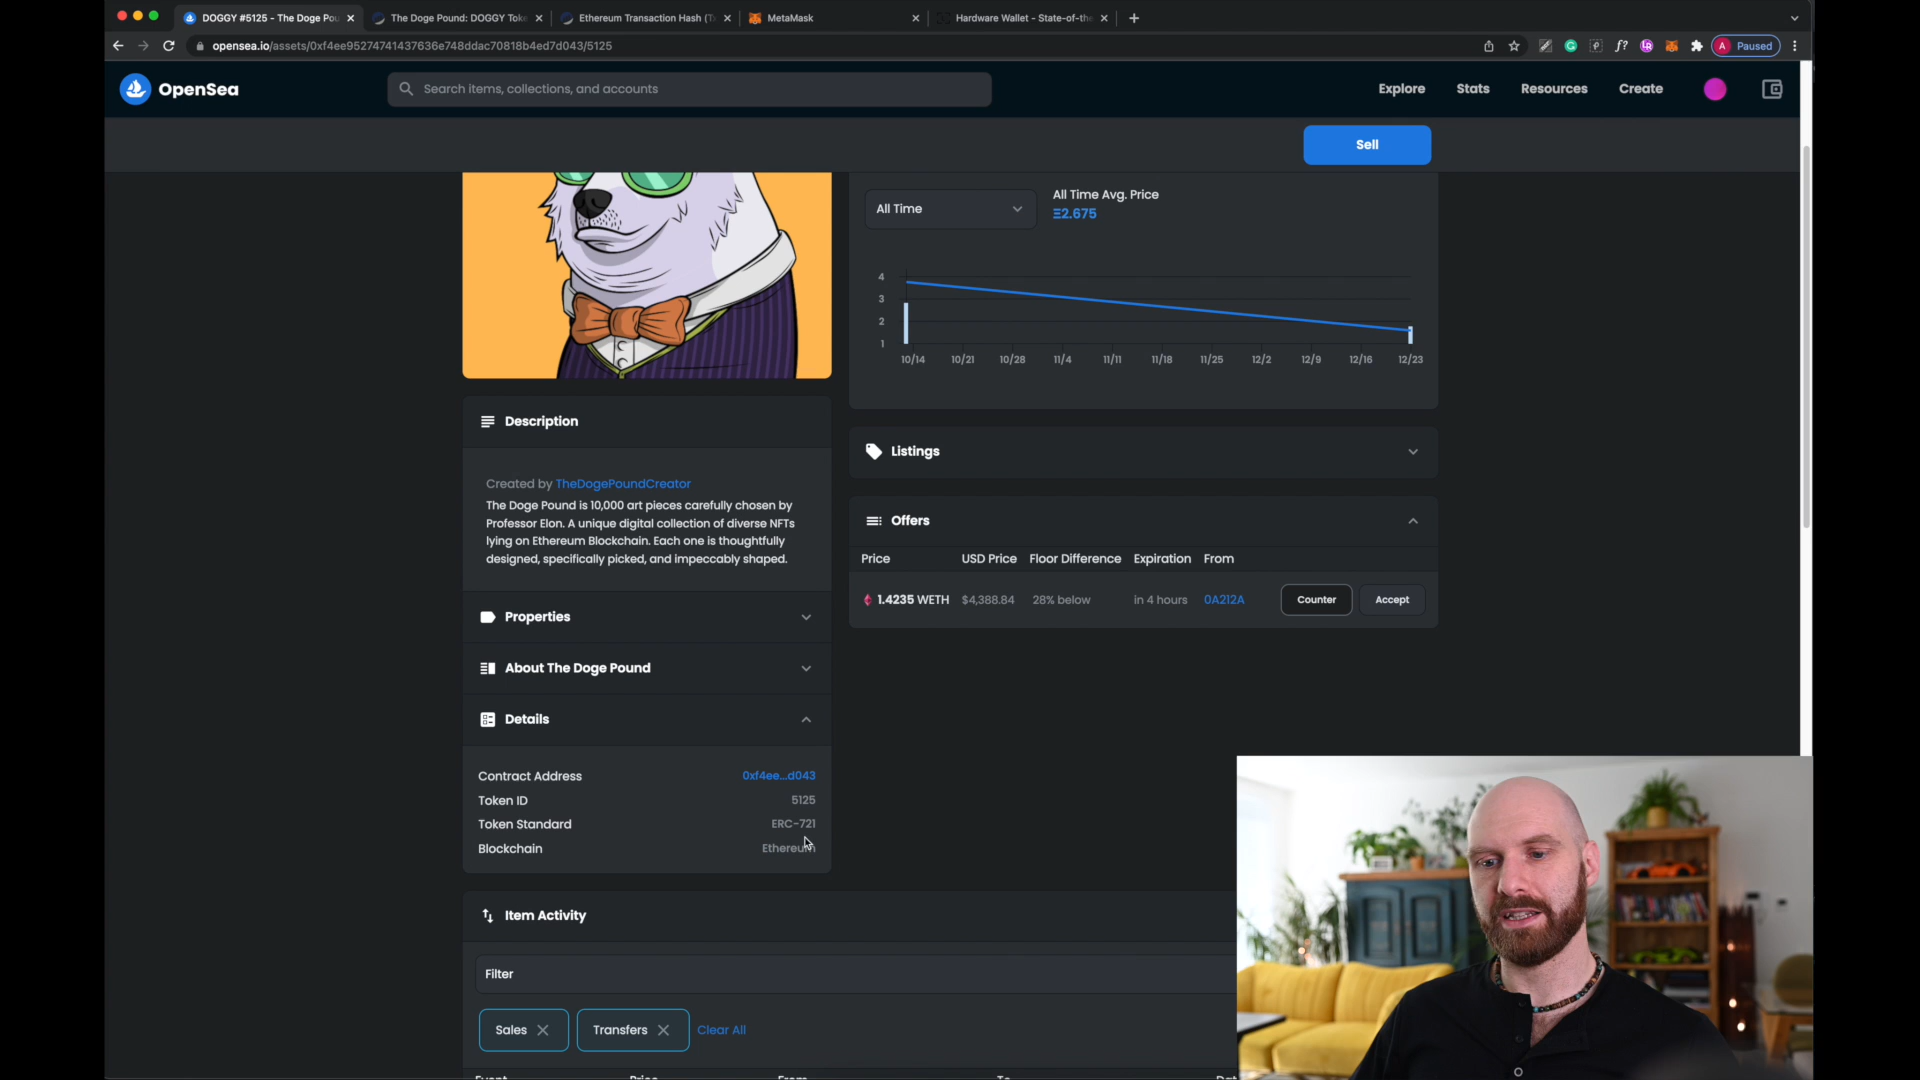 DOGGY #5125 - The Doge Pou
The Doge Pound: DOGGY Toke
Ethereum Transaction Hash (T
MetaMask
Hardware Wallet - State-of-the
opensea.io/assets/0xf4ee95274741437636e748ddac70818b4ed7d043/5125
A Paused
OpenSea
Search items, collections, and accounts
Explore
Stats
Resources
Create
Sell
All Time
All Time Avg. Price
Ξ2.675
4
3
2
1
10/14 10/21 10/28 11/4 11/11 11/18 11/25 12/2 12/9 12/16 12/23
Description
Created by TheDogePoundCreator
The Doge Pound is 10,000 art pieces carefully chosen by
Professor Elon. A unique digital collection of diverse NFTs
lying on Ethereum Blockchain. Each one is thoughtfully
designed, specifically picked, and impeccably shaped.
Listings
Offers
Price USD Price Floor Difference Expiration From
1.4235 WETH $4,388.84 28% below in 4 hours 0A212A Counter Accept
Properties
About The Doge Pound
Details
Contract Address 0xf4ee...d043
Token ID 5125
Token Standard ERC-721
Blockchain Ethereum
Item Activity
Filter
Sales
Transfers
Clear All
Event Price From To Dat